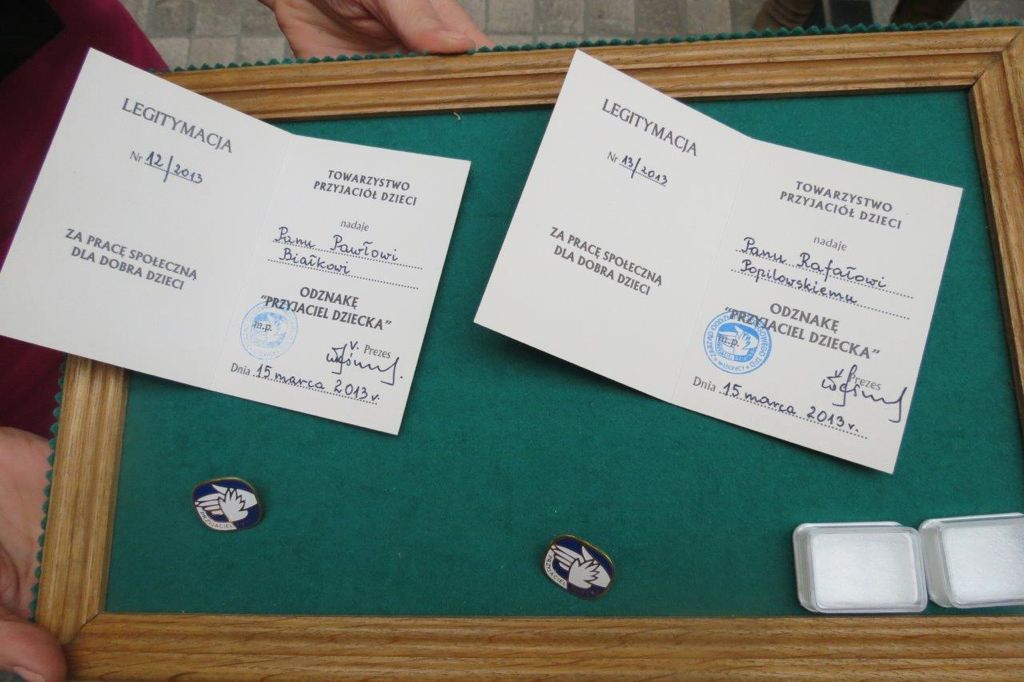 LEGITYMACJA
Nr 12/2013
ZA PRACĘ SPOŁECZNĄ
DLA DOBRA DZIECI
TOWARZYSTWO
PRZYJACIÓŁ DZIECI
nadaje
Panu Pawłowi
Białkowi
ODZNAKĘ
"PRZYJACIEL DZIECKA"
m.p.
v. Prezes
Dnia 15 marca 2013 r.
LEGITYMACJA
Nr 13/2013
ZA PRACĘ SPOŁECZNĄ
DLA DOBRA DZIECI
TOWARZYSTWO
PRZYJACIÓŁ DZIECI
nadaje
Panu Rafałowi
Popilowskiemu
ODZNAKĘ
"PRZYJACIEL DZIECKA"
m.p.
v. Prezes
Dnia 15 marca 2013 r.
PRZYJACIEL
PRZYJACIEL